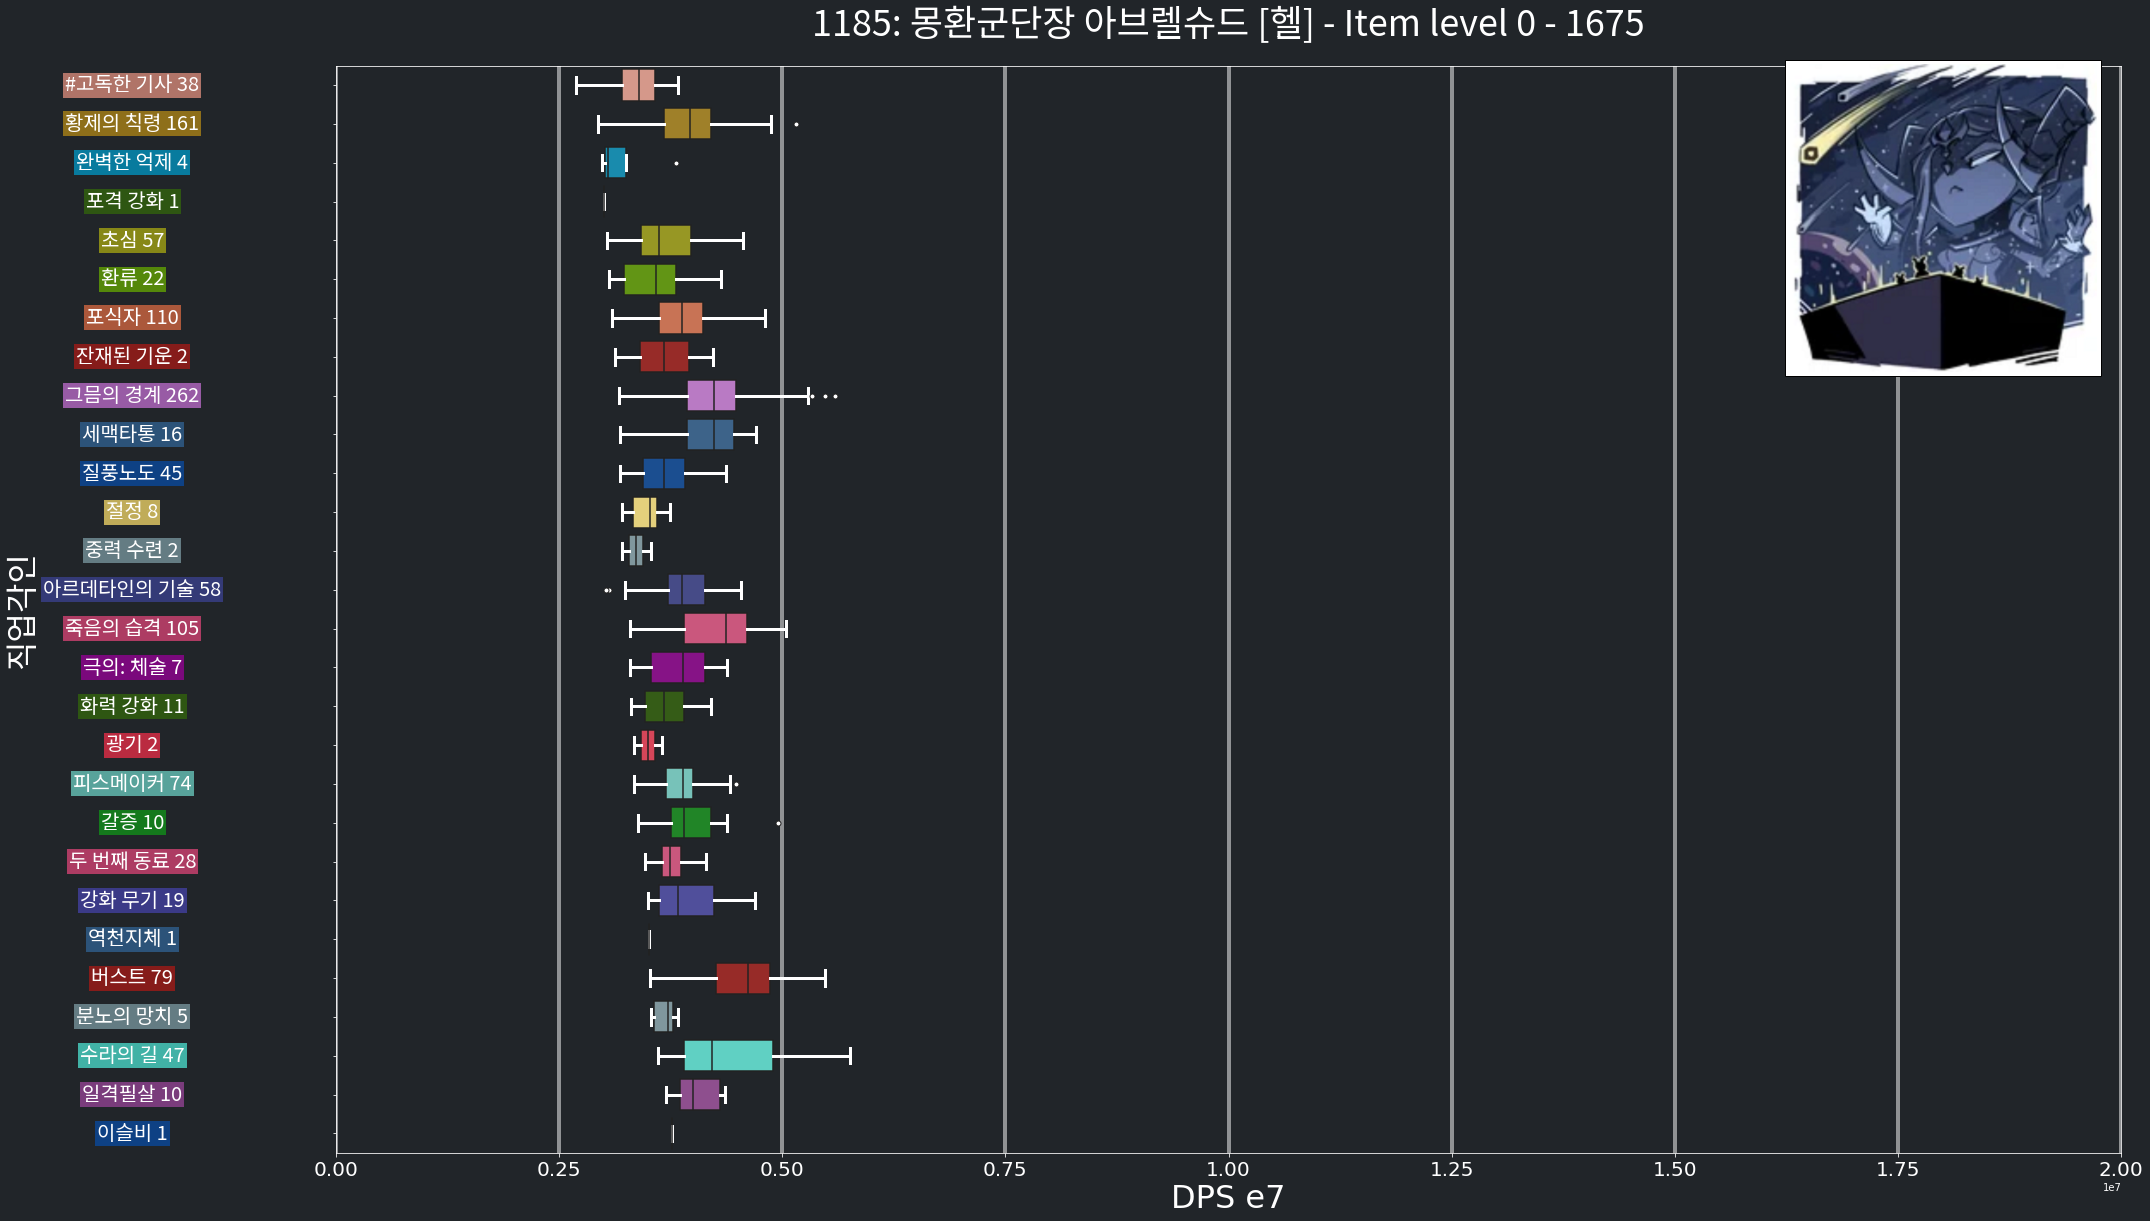 1185: 몽환군단장 아브렐슈드 [헬] - Item level 0 - 1675
#고독한 기사 38
황제의 칙령 161
완벽한 억제 4
포격 강화 1
초심 57
환류 22
포식자 110
잔재된 기운 2
그믐의 경계 262
세맥타통 16
질풍노도 45
절정 8
중력 수련 2
아르데타인의 기술 58
죽음의 습격 105
극의: 체술 7
화력 강화 11
광기 2
피스메이커 74
갈증 10
두 번째 동료 28
강화 무기 19
역천지체 1
버스트 79
분노의 망치 5
수라의 길 47
일격필살 10
이슬비 1
직업각인
0.00 0.25 0.50 0.75 1.00 1.25 1.50 1.75 2.00
1e7
DPS e7